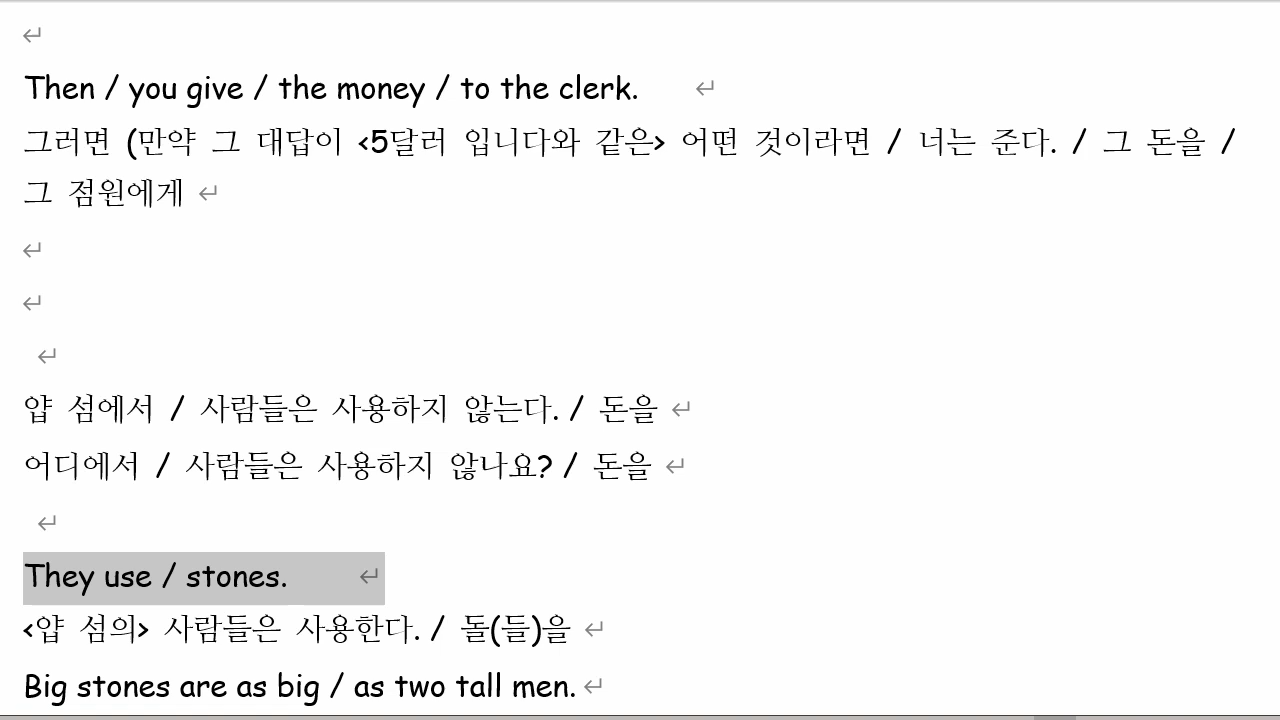 Then / you give / the money / to the clerk.
그러면 (만약 그 대답이 <5달러 입니다와 같은> 어떤 것이라면 / 너는 준다. / 그 돈을 /
그 점원에게
얍 섬에서 / 사람들은 사용하지 않는다. / 돈을
어디에서 / 사람들은 사용하지 않나요? / 돈을
They use / stones.
<얍 섬의> 사람들은 사용한다. / 돌(들)을
Big stones are as big / as two tall men.